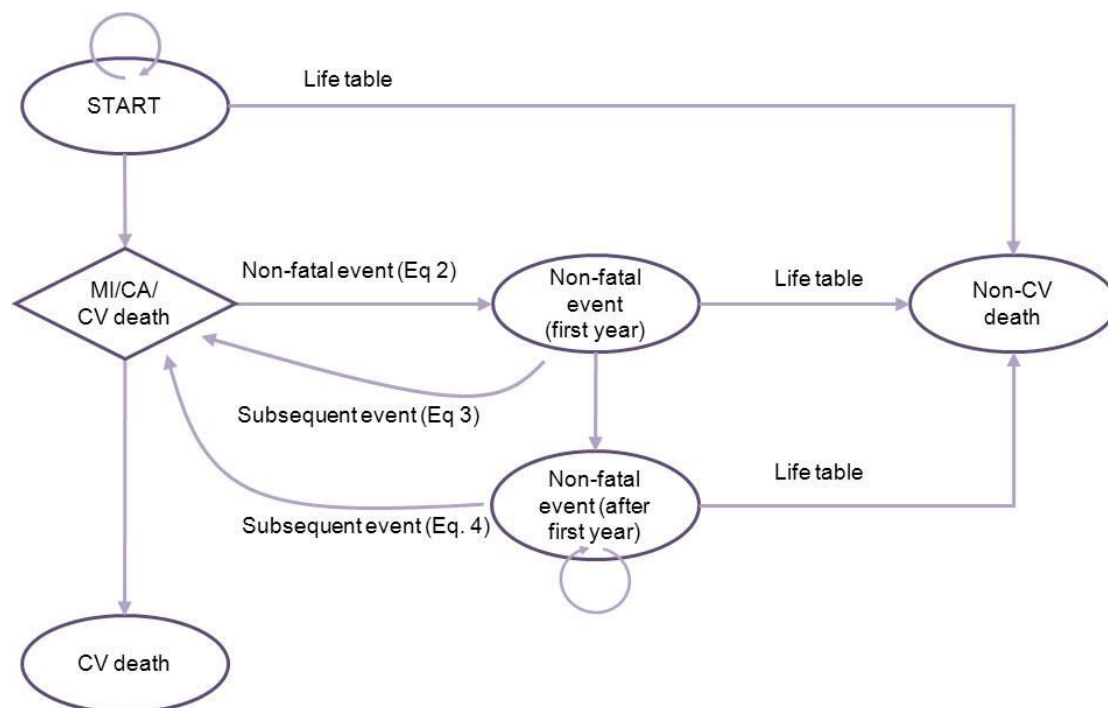 START
Life table
MI/CA/
CV death
Non-fatal event (Eq 2)
Non-fatal
event
(first year)
Life table
Non-CV
death
Subsequent event (Eq 3)
Non-fatal
event (after
first year)
Life table
Subsequent event (Eq. 4)
CV death